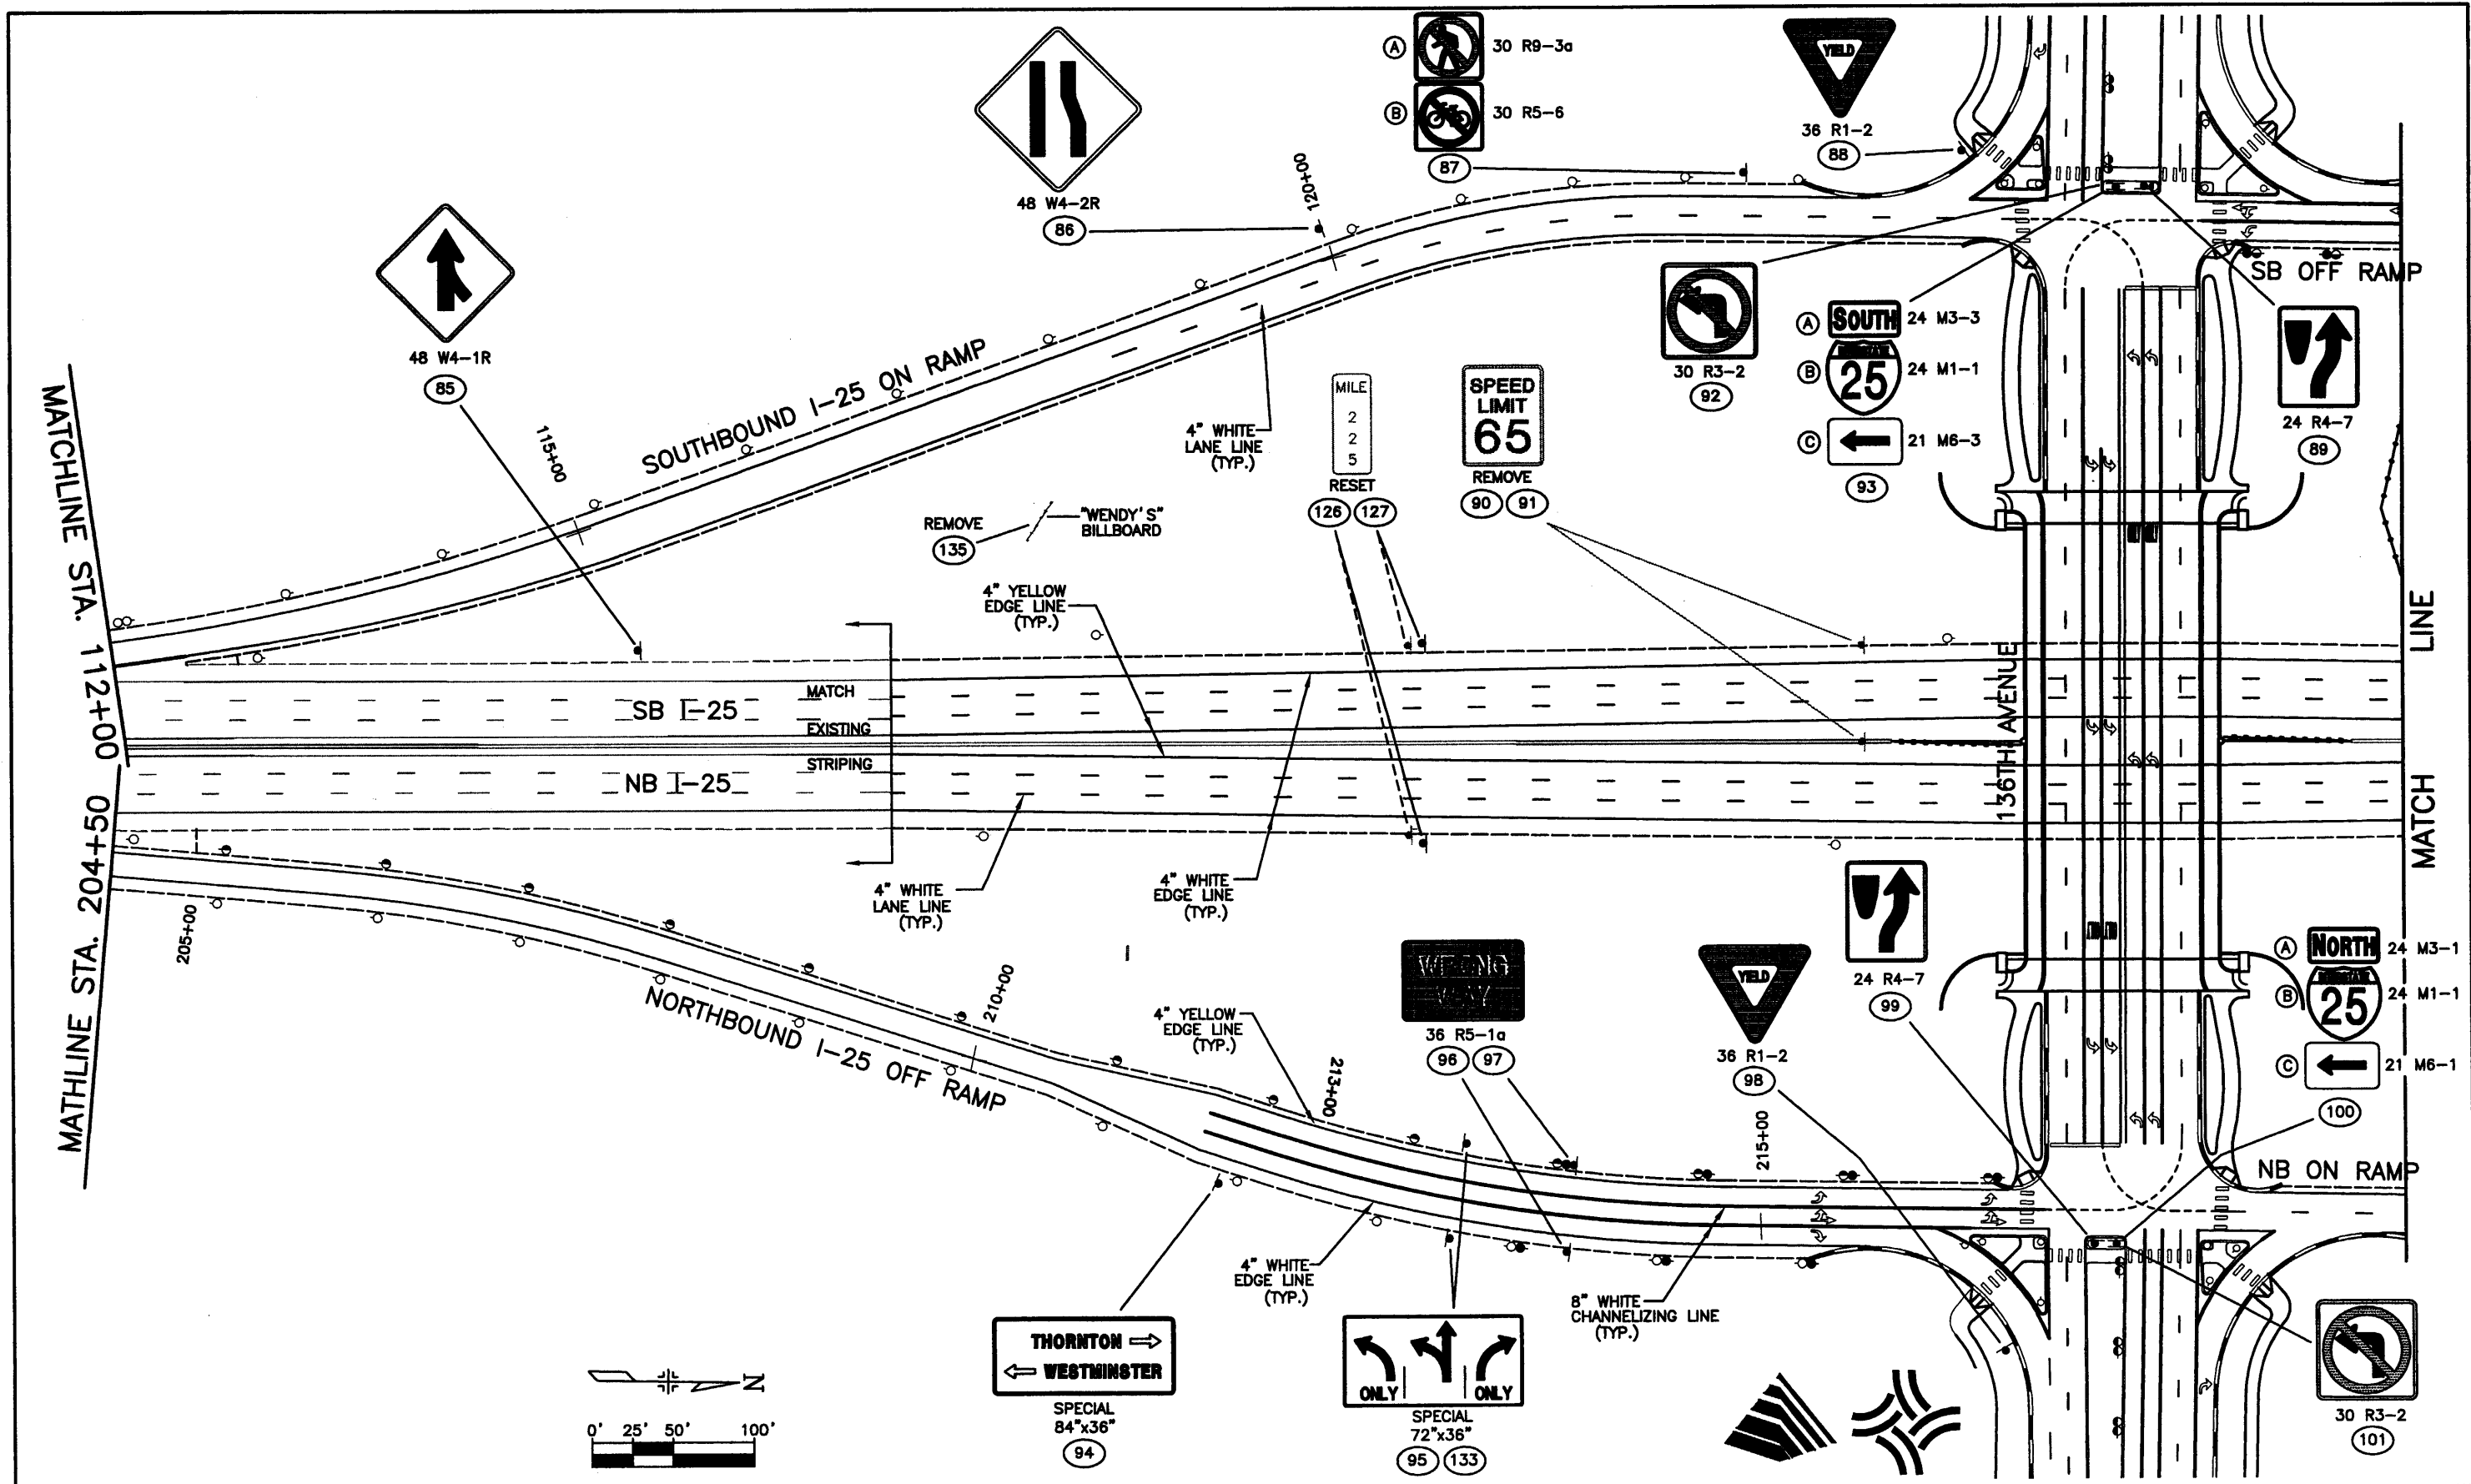 A
30 R9-3a
B
30 R5-6
87
YIELD
36 R1-2
88
48 W4-2R
86
120+00
48 W4-1R
85
115+00
SOUTHBOUND I-25 ON RAMP
4" WHITE
LANE LINE
(TYP.)
MILE
2
2
5
RESET
126 127
SPEED
LIMIT
65
REMOVE
90 91
30 R3-2
92
A SOUTH 24 M3-3
B INTERSTATE 25 24 M1-1
C 21 M6-3
93
SB OFF RAMP
24 R4-7
89
REMOVE
135
"WENDY'S"
BILLBOARD
4" YELLOW
EDGE LINE
(TYP.)
MATCHLINE STA. 112+00
MATHLINE STA. 204+50
SB I-25
NB I-25
MATCH
EXISTING
STRIPING
136TH AVENUE
MATCH LINE
205+00
4" WHITE
LANE LINE
(TYP.)
4" WHITE
EDGE LINE
(TYP.)
210+00
NORTHBOUND I-25 OFF RAMP
4" YELLOW
EDGE LINE
(TYP.)
213+00
WRONG
WAY
36 R5-1a
96 97
YIELD
36 R1-2
98
24 R4-7
99
215+00
A NORTH 24 M3-1
B INTERSTATE 25 24 M1-1
C 21 M6-1
100
NB ON RAMP
4" WHITE
EDGE LINE
(TYP.)
8" WHITE
CHANNELIZING LINE
(TYP.)
THORNTON
WESTMINSTER
SPECIAL
84"x36"
94
ONLY ONLY
SPECIAL
72"x36"
95 133
30 R3-2
101
N
0' 25' 50' 100'